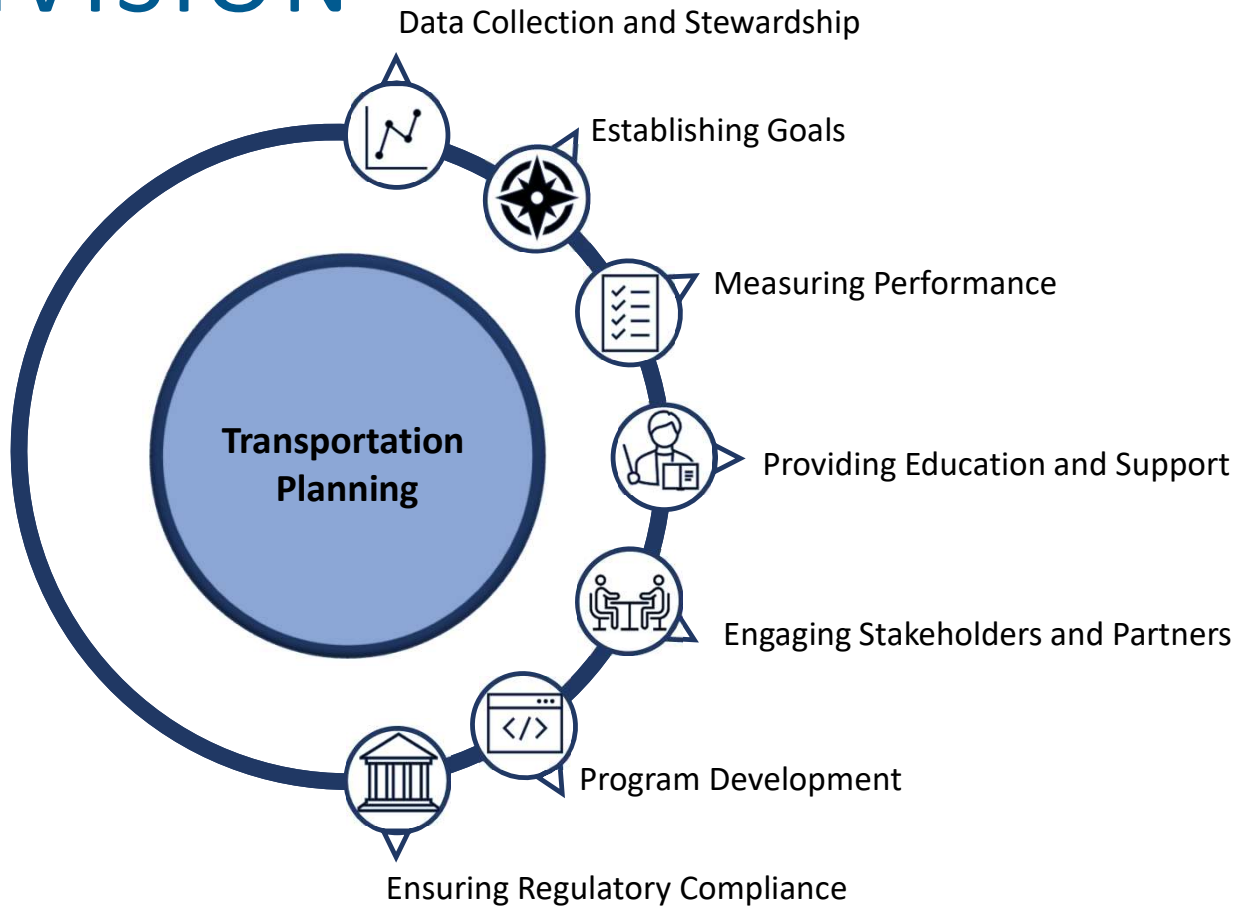 Data Collection and Stewardship
Establishing Goals
Measuring Performance
Transportation
Planning
Providing Education and Support
Engaging Stakeholders and Partners
Program Development
Ensuring Regulatory Compliance